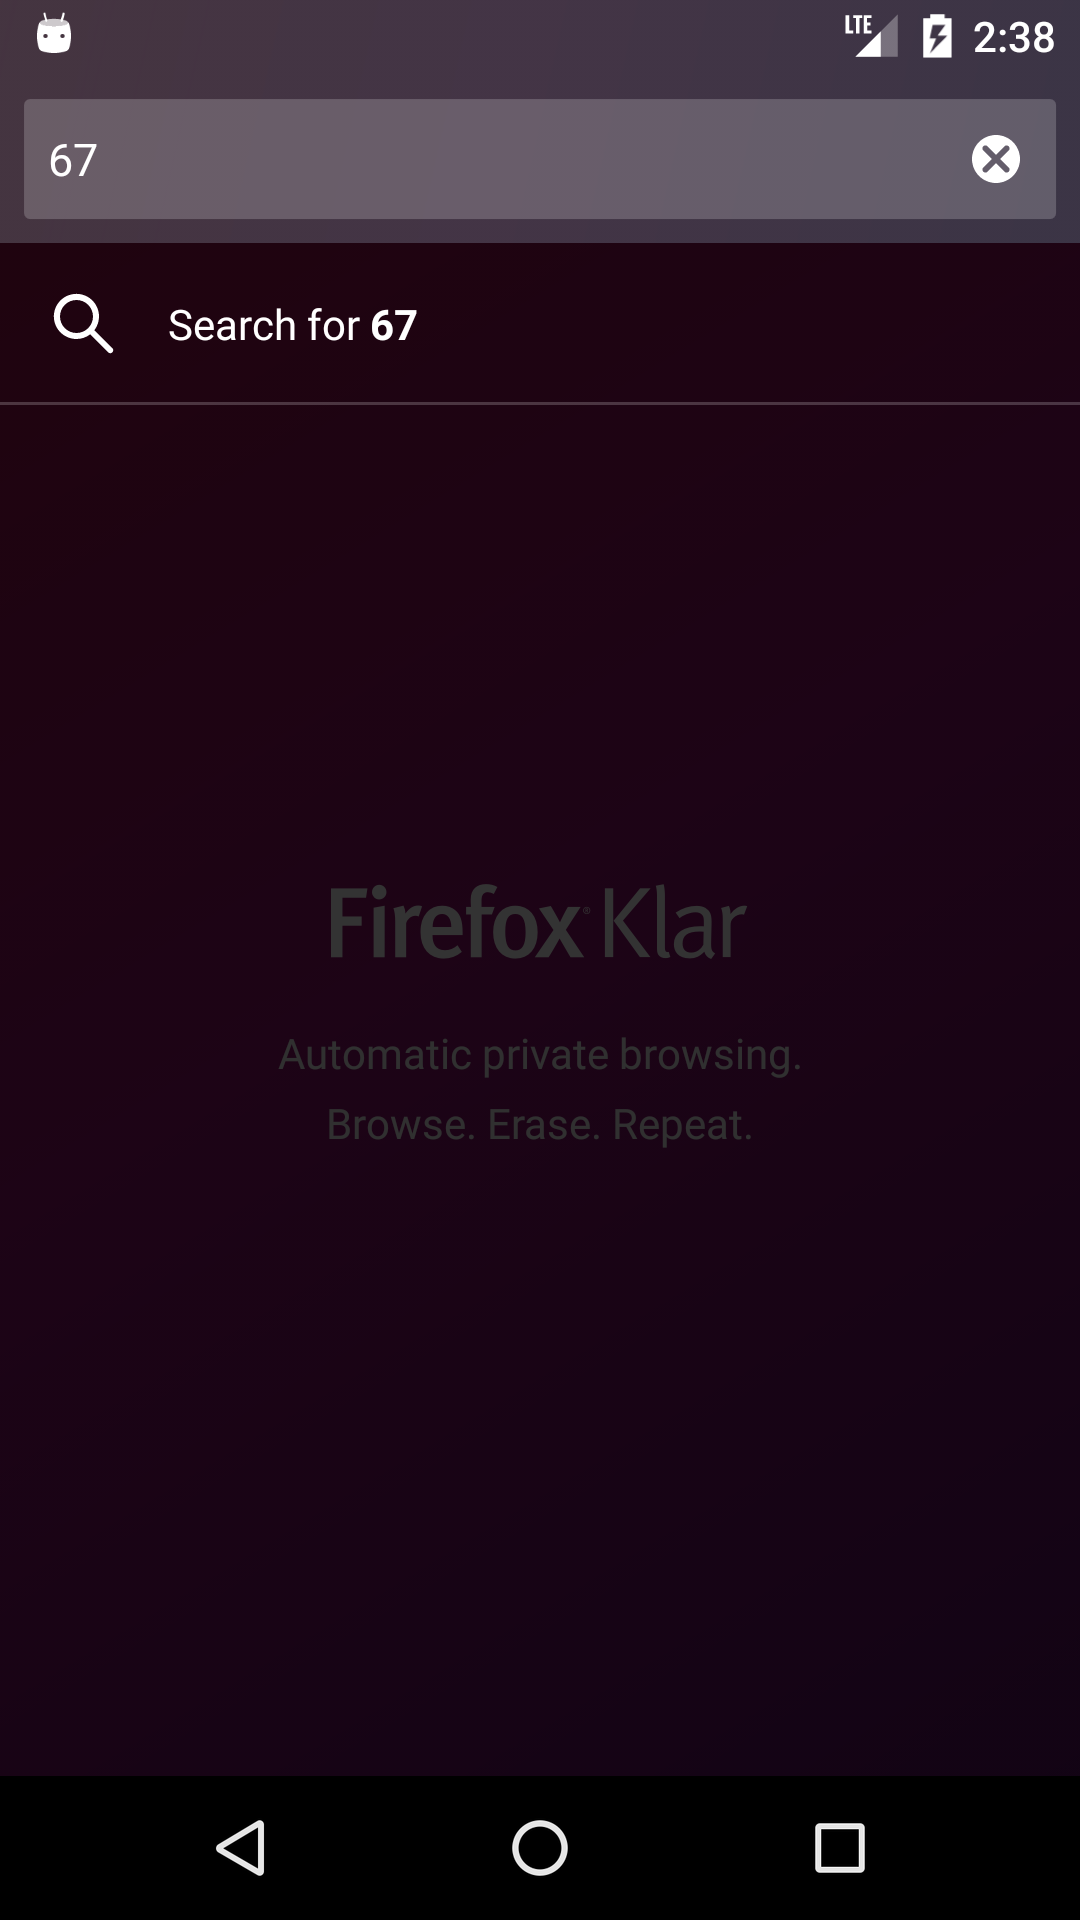 LTE 2:38
67
Search for 67
Firefox® Klar
Automatic private browsing.
Browse. Erase. Repeat.